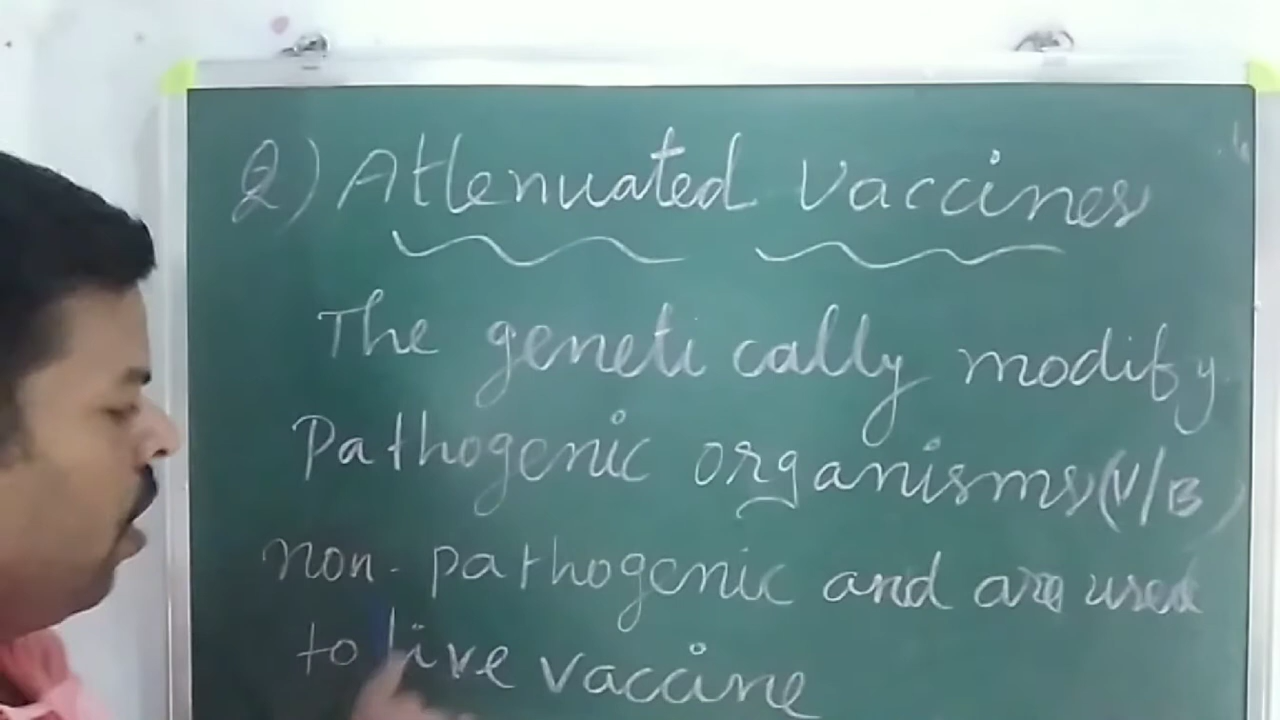 2) Attenuated Vaccines
The genetically modify
Pathogenic organisms (V/B)
non-pathogenic and are used
to live vaccine